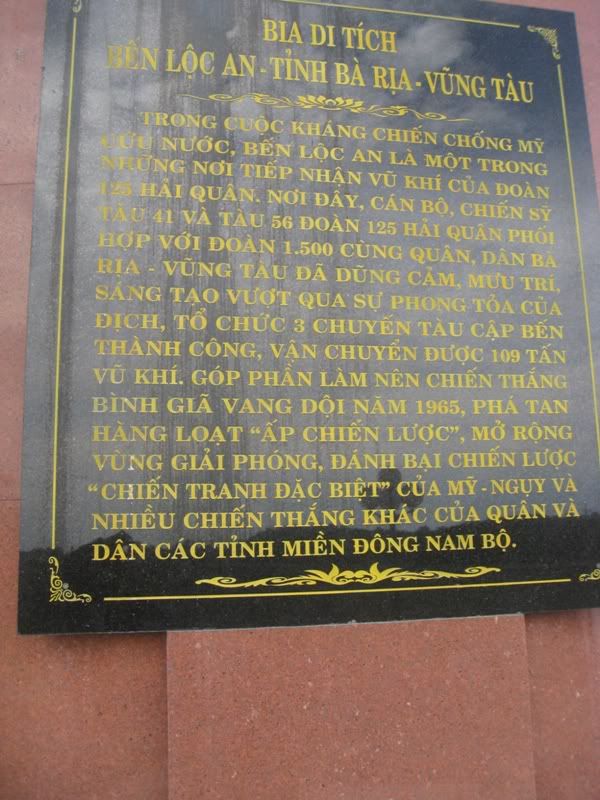 BIA DI TÍCH
BẾN LỘC AN - TỈNH BÀ RỊA - VŨNG TÀU
TRONG CUỘC KHÁNG CHIẾN CHỐNG MỸ
CỨU NƯỚC, BẾN LỘC AN LÀ MỘT TRONG
NHỮNG NƠI TIẾP NHẬN VŨ KHÍ CỦA ĐOÀN
125 HẢI QUÂN. NƠI ĐÂY, CÁN BỘ, CHIẾN SỸ
TÀU 41 VÀ TÀU 56 ĐOÀN 125 HẢI QUÂN PHỐI
HỢP VỚI ĐOÀN 1.500 CÙNG QUÂN, DÂN BÀ
RỊA - VŨNG TÀU ĐÃ DŨNG CẢM, MƯU TRÍ,
SÁNG TẠO VƯỢT QUA SỰ PHONG TỎA CỦA
ĐỊCH, TỔ CHỨC 3 CHUYẾN TÀU CẬP BẾN
THÀNH CÔNG, VẬN CHUYỂN ĐƯỢC 109 TẤN
VŨ KHÍ. GÓP PHẦN LÀM NÊN CHIẾN THẮNG
BÌNH GIÃ VANG DỘI NĂM 1965, PHÁ TAN
HÀNG LOẠT “ẤP CHIẾN LƯỢC”, MỞ RỘNG
VÙNG GIẢI PHÓNG, ĐÁNH BẠI CHIẾN LƯỢC
“CHIẾN TRANH ĐẶC BIỆT” CỦA MỸ - NGỤY VÀ
NHIỀU CHIẾN THẮNG KHÁC CỦA QUÂN VÀ
DÂN CÁC TỈNH MIỀN ĐÔNG NAM BỘ.